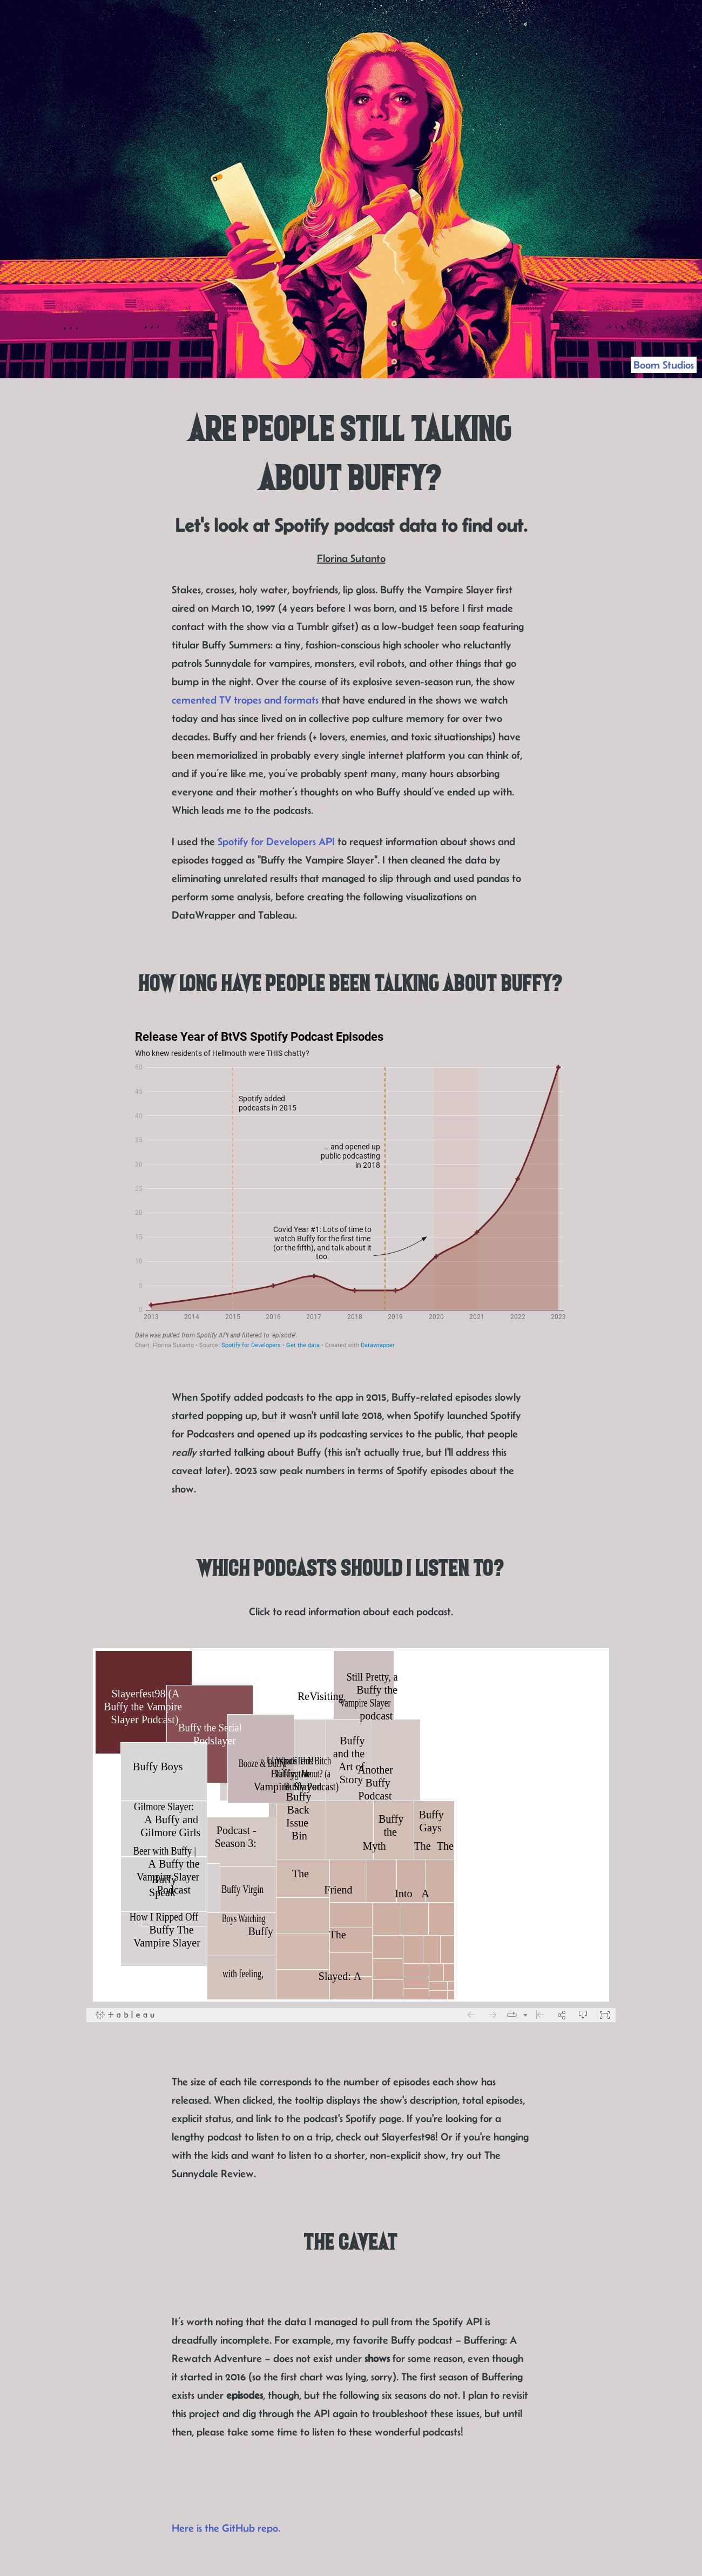 Boom Studios
ARE PEOPLE STILL TALKING
ABOUT BUFFY?
Let's look at Spotify podcast data to find out.
Florina Sutanto
Stakes, crosses, holy water, boyfriends, lip gloss. Buffy the Vampire Slayer first
aired on March 10, 1997 (4 years before I was born, and 15 before I first made
contact with the show via a Tumblr gifset) as a low-budget teen soap featuring
titular Buffy Summers: a tiny, fashion-conscious high schooler who reluctantly
patrols Sunnydale for vampires, monsters, evil robots, and other things that go
bump in the night. Over the course of its explosive seven-season run, the show
cemented TV tropes and formats that have endured in the shows we watch
today and has since lived on in collective pop culture memory for over two
decades. Buffy and her friends (+ lovers, enemies, and toxic situationships) have
been memorialized in probably every single internet platform you can think of,
and if you're like me, you've probably spent many, many hours absorbing
everyone and their mother's thoughts on who Buffy should've ended up with.
Which leads me to the podcasts.
I used the Spotify for Developers API to request information about shows and
episodes tagged as "Buffy the Vampire Slayer". I then cleaned the data by
eliminating unrelated results that managed to slip through and used pandas to
perform some analysis, before creating the following visualizations on
DataWrapper and Tableau.
HOW LONG HAVE PEOPLE BEEN TALKING ABOUT BUFFY?
Release Year of BtVS Spotify Podcast Episodes
Who knew residents of Hellmouth were THIS chatty?
50
45
40
35
30
25
20
15
10
5
0
Spotify added
podcasts in 2015
...and opened up
public podcasting
in 2018
Covid Year #1: Lots of time to
watch Buffy for the first time
(or the fifth), and talk about it
too.
2013 2014 2015 2016 2017 2018 2019 2020 2021 2022 2023
Data was pulled from Spotify API and filtered to 'episode'.
Chart: Florina Sutanto • Source: Spotify for Developers • Get the data • Created with Datawrapper
When Spotify added podcasts to the app in 2015, Buffy-related episodes slowly
started popping up, but it wasn't until late 2018, when Spotify launched Spotify
for Podcasters and opened up its podcasting services to the public, that people
really started talking about Buffy (this isn't actually true, but I'll address this
caveat later). 2023 saw peak numbers in terms of Spotify episodes about the
show.
WHICH PODCASTS SHOULD I LISTEN TO?
Click to read information about each podcast.
Slayerfest98 (A
Buffy the Vampire
Slayer Podcast)
Buffy the Serial
Podslayer
ReVisiting
Still Pretty, a
Buffy the
Vampire Slayer
podcast
Buffy Boys
Booze & Buffy
Buffy
and the
Art of
Story
Another
Buffy
Podcast
Gilmore Slayer:
A Buffy and
Gilmore Girls
Buffy
Back
Issue
Bin
Podcast -
Season 3:
Buffy
the
Myth
Buffy
Gays
The The
Beer with Buffy |
A Buffy the
Vampire Slayer
Podcast
Buffy
Speak
The
Buffy Virgin
Friend
Into A
How I Ripped Off
Buffy The
Vampire Slayer
Boys Watching
Buffy
The
with feeling,
Slayed: A
+ableau
The size of each tile corresponds to the number of episodes each show has
released. When clicked, the tooltip displays the show's description, total episodes,
explicit status, and link to the podcast's Spotify page. If you're looking for a
lengthy podcast to listen to on a trip, check out Slayerfest98! Or if you're hanging
with the kids and want to listen to a shorter, non-explicit show, try out The
Sunnydale Review.
THE CAVEAT
It's worth noting that the data I managed to pull from the Spotify API is
dreadfully incomplete. For example, my favorite Buffy podcast – Buffering: A
Rewatch Adventure – does not exist under shows for some reason, even though
it started in 2016 (so the first chart was lying, sorry). The first season of Buffering
exists under episodes, though, but the following six seasons do not. I plan to revisit
this project and dig through the API again to troubleshoot these issues, but until
then, please take some time to listen to these wonderful podcasts!
Here is the GitHub repo.